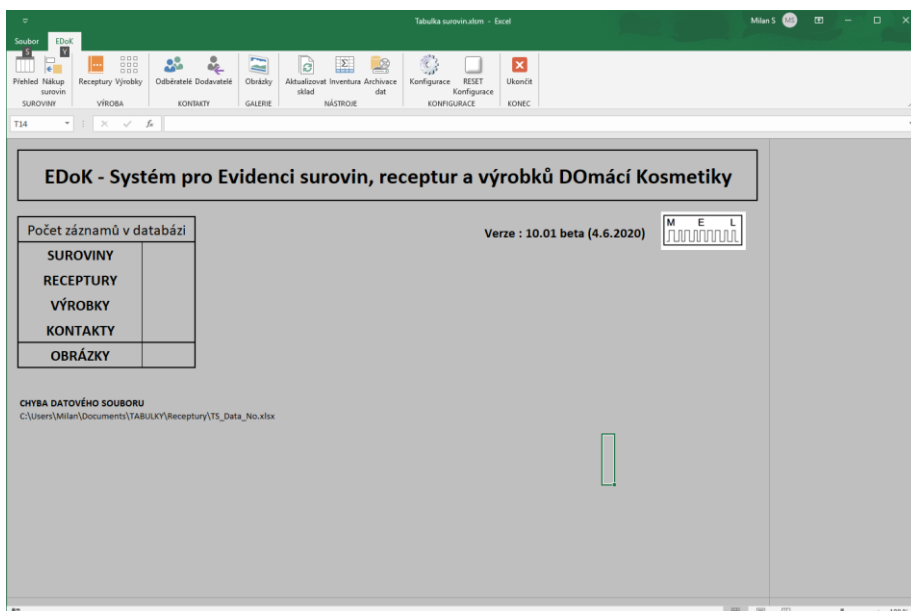 Tabulka surovin.xlsm - Excel
Milan S MS
Soubor EDoK
S Y
Přehled Nákup surovin Receptury Výrobky Odběratelé Dodavatelé Obrázky Aktualizovat sklad Inventura Archivace dat Konfigurace RESET Konfigurace Ukončit
SUROVINY VÝROBA KONTAKTY GALERIE NÁSTROJE KONFIGURACE KONEC
T14 fx
EDoK - Systém pro Evidenci surovin, receptur a výrobků DOmácí Kosmetiky
Počet záznamů v databázi
Verze : 10.01 beta (4.6.2020)
M E L
SUROVINY
RECEPTURY
VÝROBKY
KONTAKTY
OBRÁZKY
CHYBA DATOVÉHO SOUBORU
C:\Users\Milan\Documents\TABULKY\Receptury\TS_Data_No.xlsx